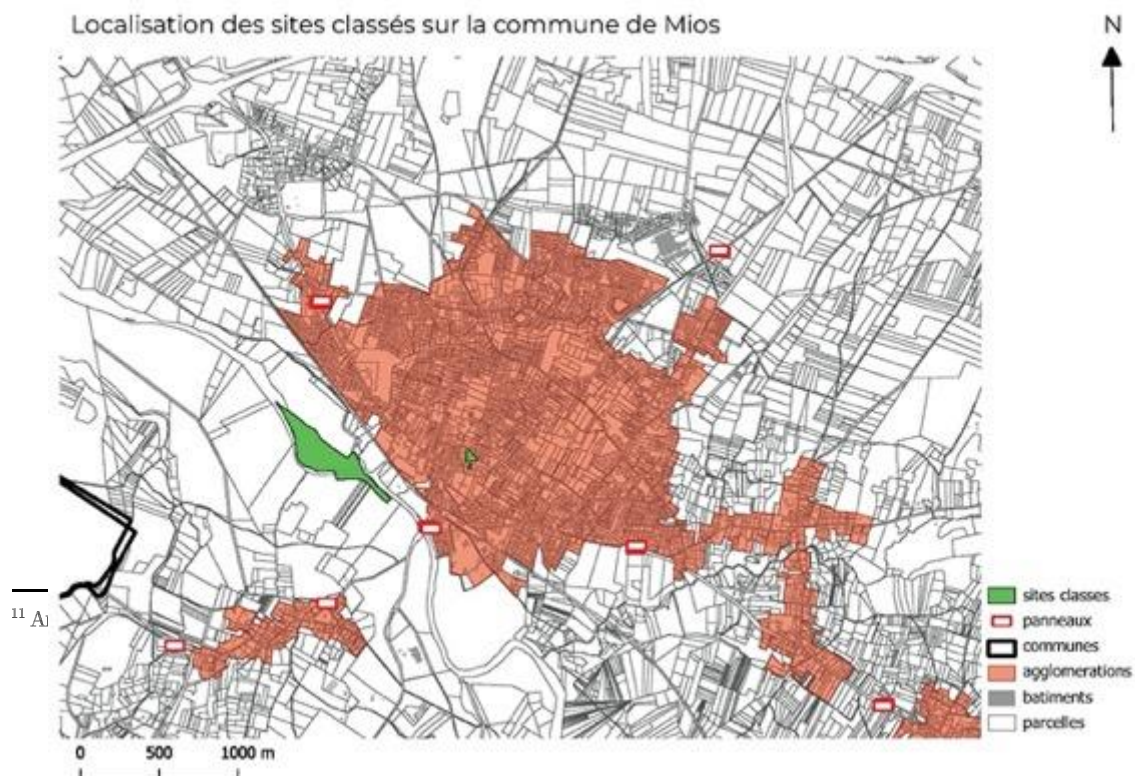 Localisation des sites classés sur la commune de Mios
N
sites classes
panneaux
communes
agglomerations
batiments
parcelles
11
0 500 1000 m